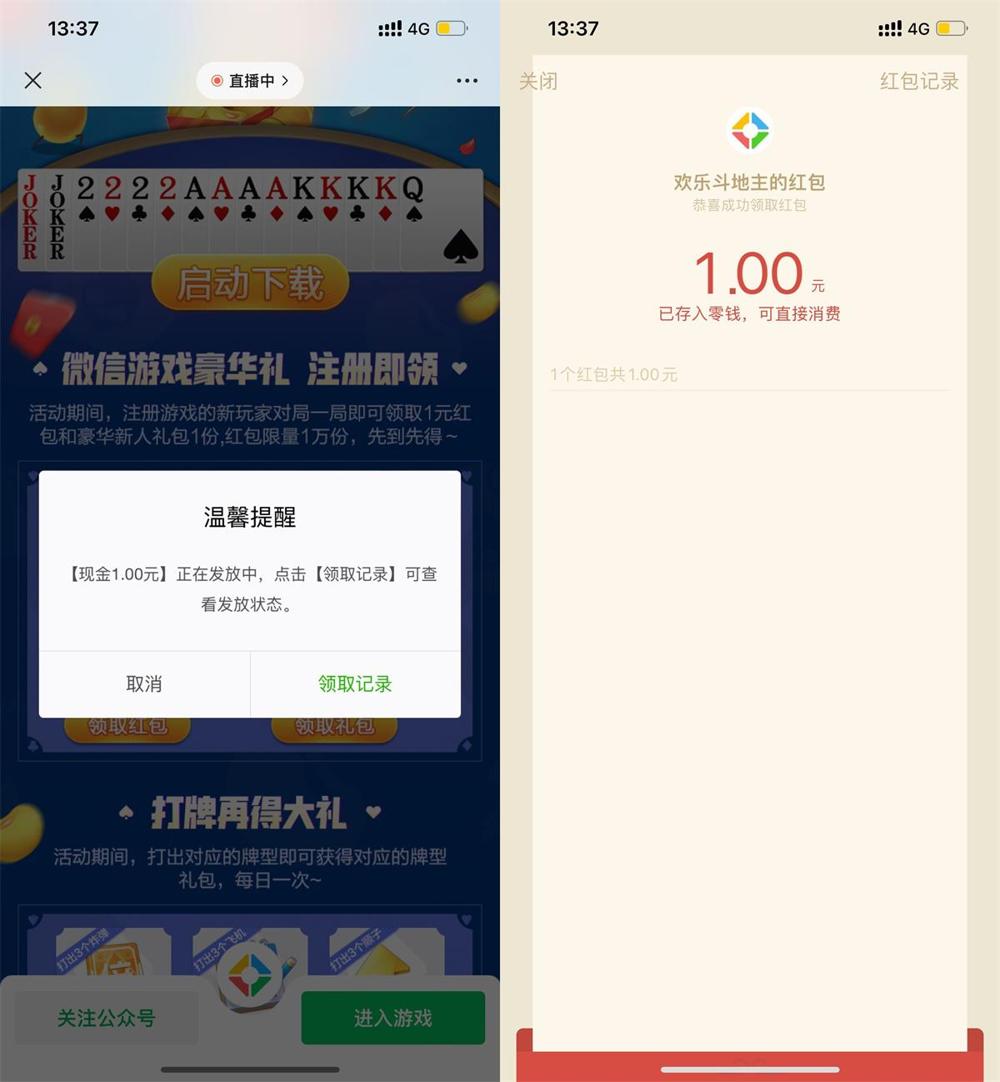 13:37
4G
直播中
JOKER
JOKER
2 2 2 2 A A A A K K K K Q
启动下载
微信游戏豪华礼 注册即领
活动期间，注册游戏的新玩家对局一局即可领取1元红
包和豪华新人礼包1份,红包限量1万份，先到先得~
温馨提醒
【现金1.00元】正在发放中，点击【领取记录】可查
看发放状态。
取消
领取记录
领取红包
领取礼包
打牌再得大礼
活动期间，打出对应的牌型即可获得对应的牌型
礼包，每日一次~
打出3个炸弹
打出3个飞机
打出3个顺子
关注公众号
进入游戏
13:37
4G
关闭
红包记录
欢乐斗地主的红包
恭喜成功领取红包
1.00元
已存入零钱，可直接消费
1个红包共1.00元